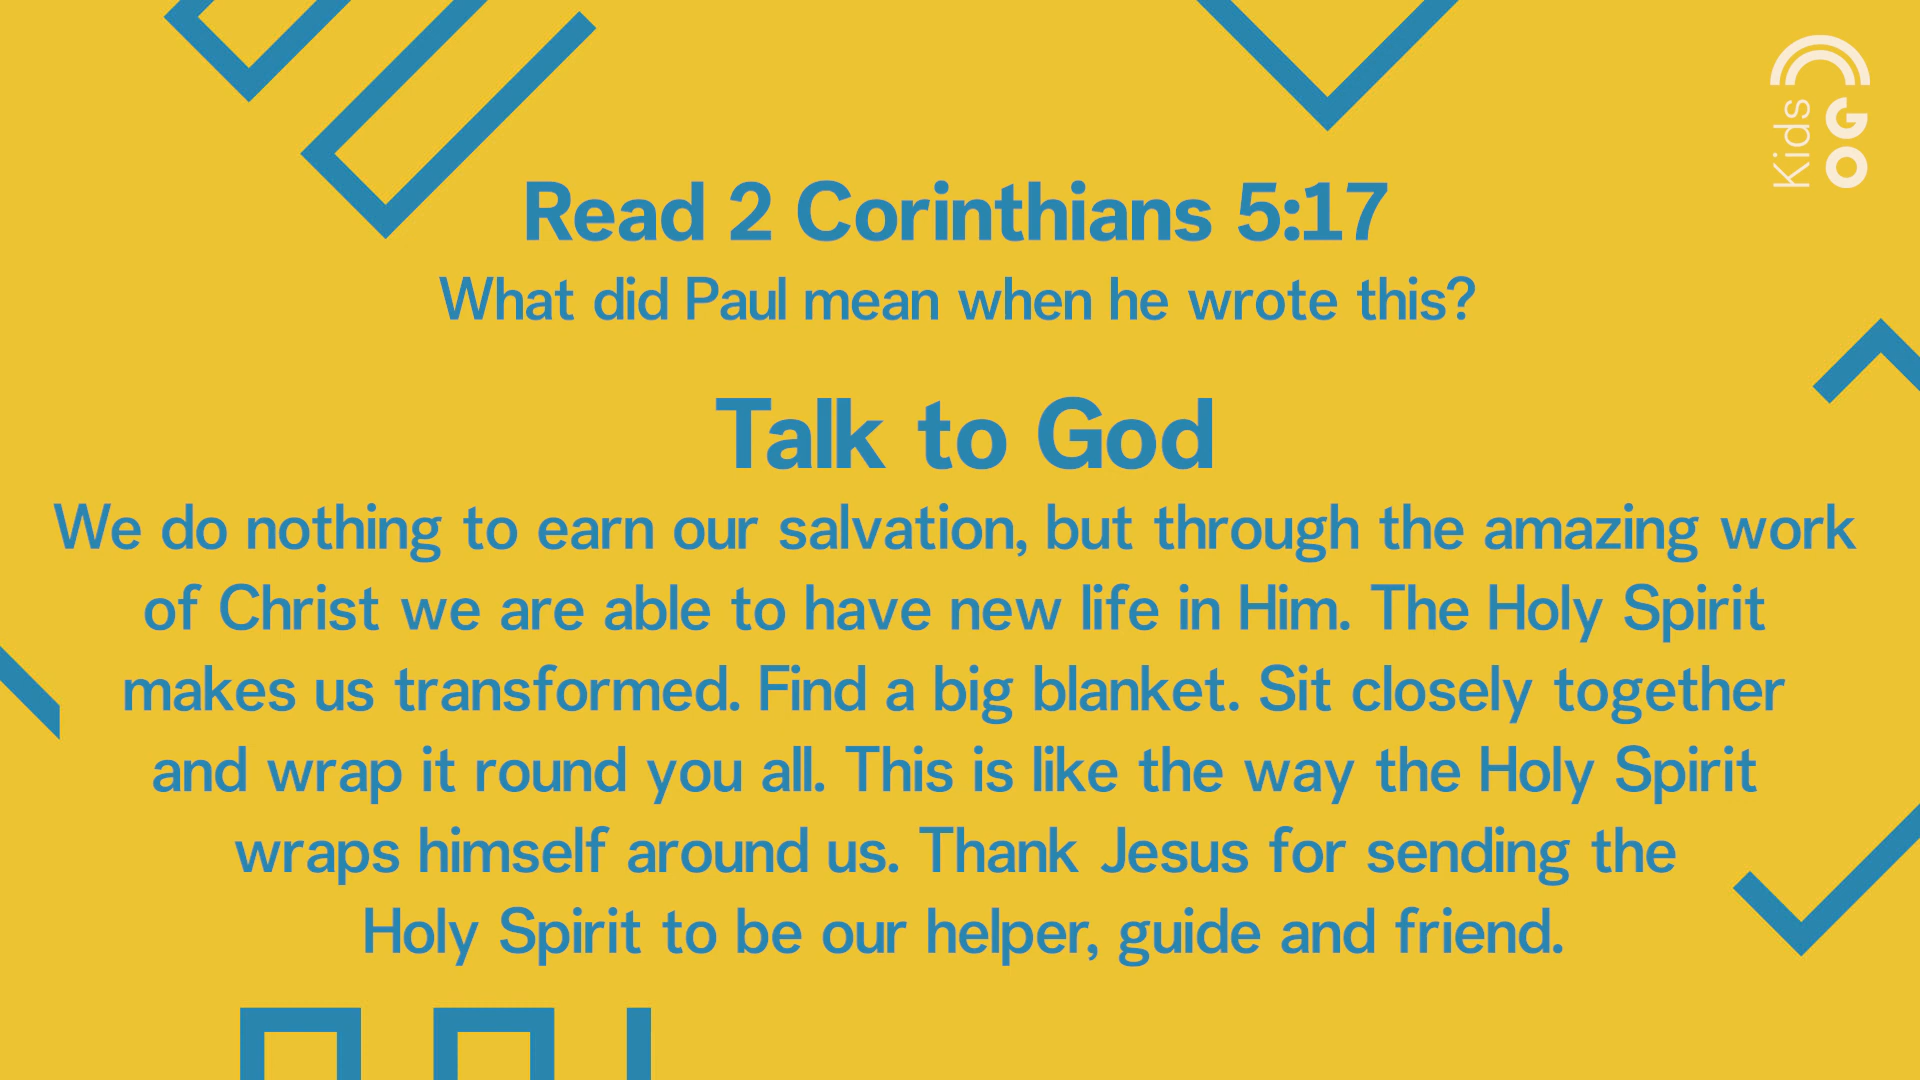 Kids
GO
Read 2 Corinthians 5:17
What did Paul mean when he wrote this?
Talk to God
We do nothing to earn our salvation, but through the amazing work
of Christ we are able to have new life in Him. The Holy Spirit
makes us transformed. Find a big blanket. Sit closely together
and wrap it round you all. This is like the way the Holy Spirit
wraps himself around us. Thank Jesus for sending the
Holy Spirit to be our helper, guide and friend.